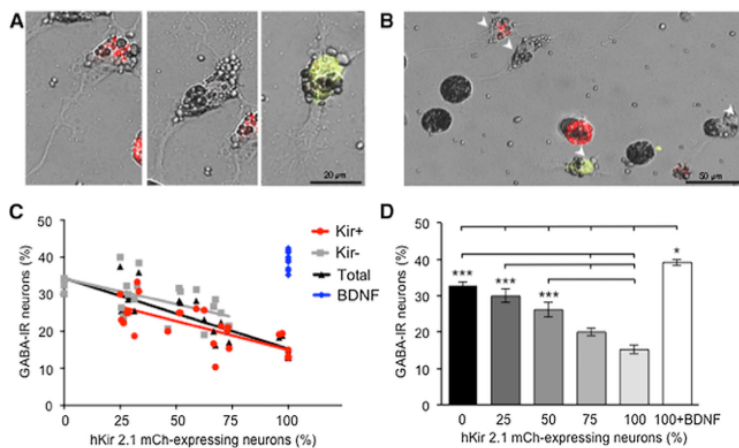 A
B
20 µm
50 µm
C
GABA-IR neurons (%)
50
40
30
20
10
0
0
25
50
75
100
hKir 2.1 mCh-expressing neurons (%)
Kir+
Kir-
Total
BDNF
D
GABA-IR neurons (%)
50
40
30
20
10
0
***
***
***
*
0
25
50
75
100
100+BDNF
hKir 2.1 mCh-expressing neurons (%)